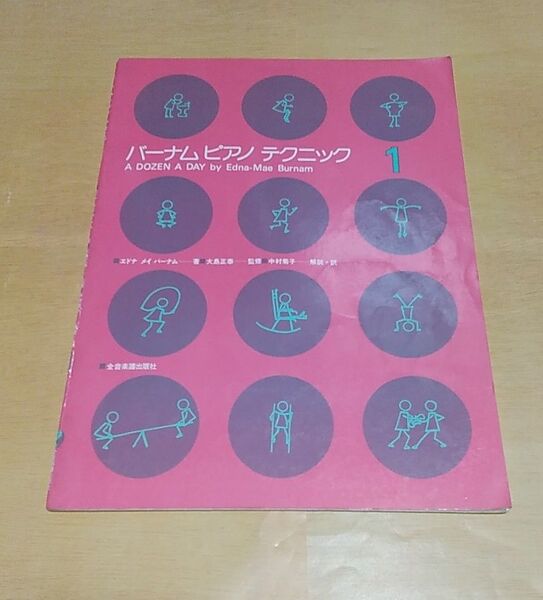 バーナム ピアノ テクニック 1
A DOZEN A DAY by Edna-Mae Burnam
■エドナ メイ バーナム──著■大島正泰──監修■中村菊子──解説・訳
■全音楽譜出版社